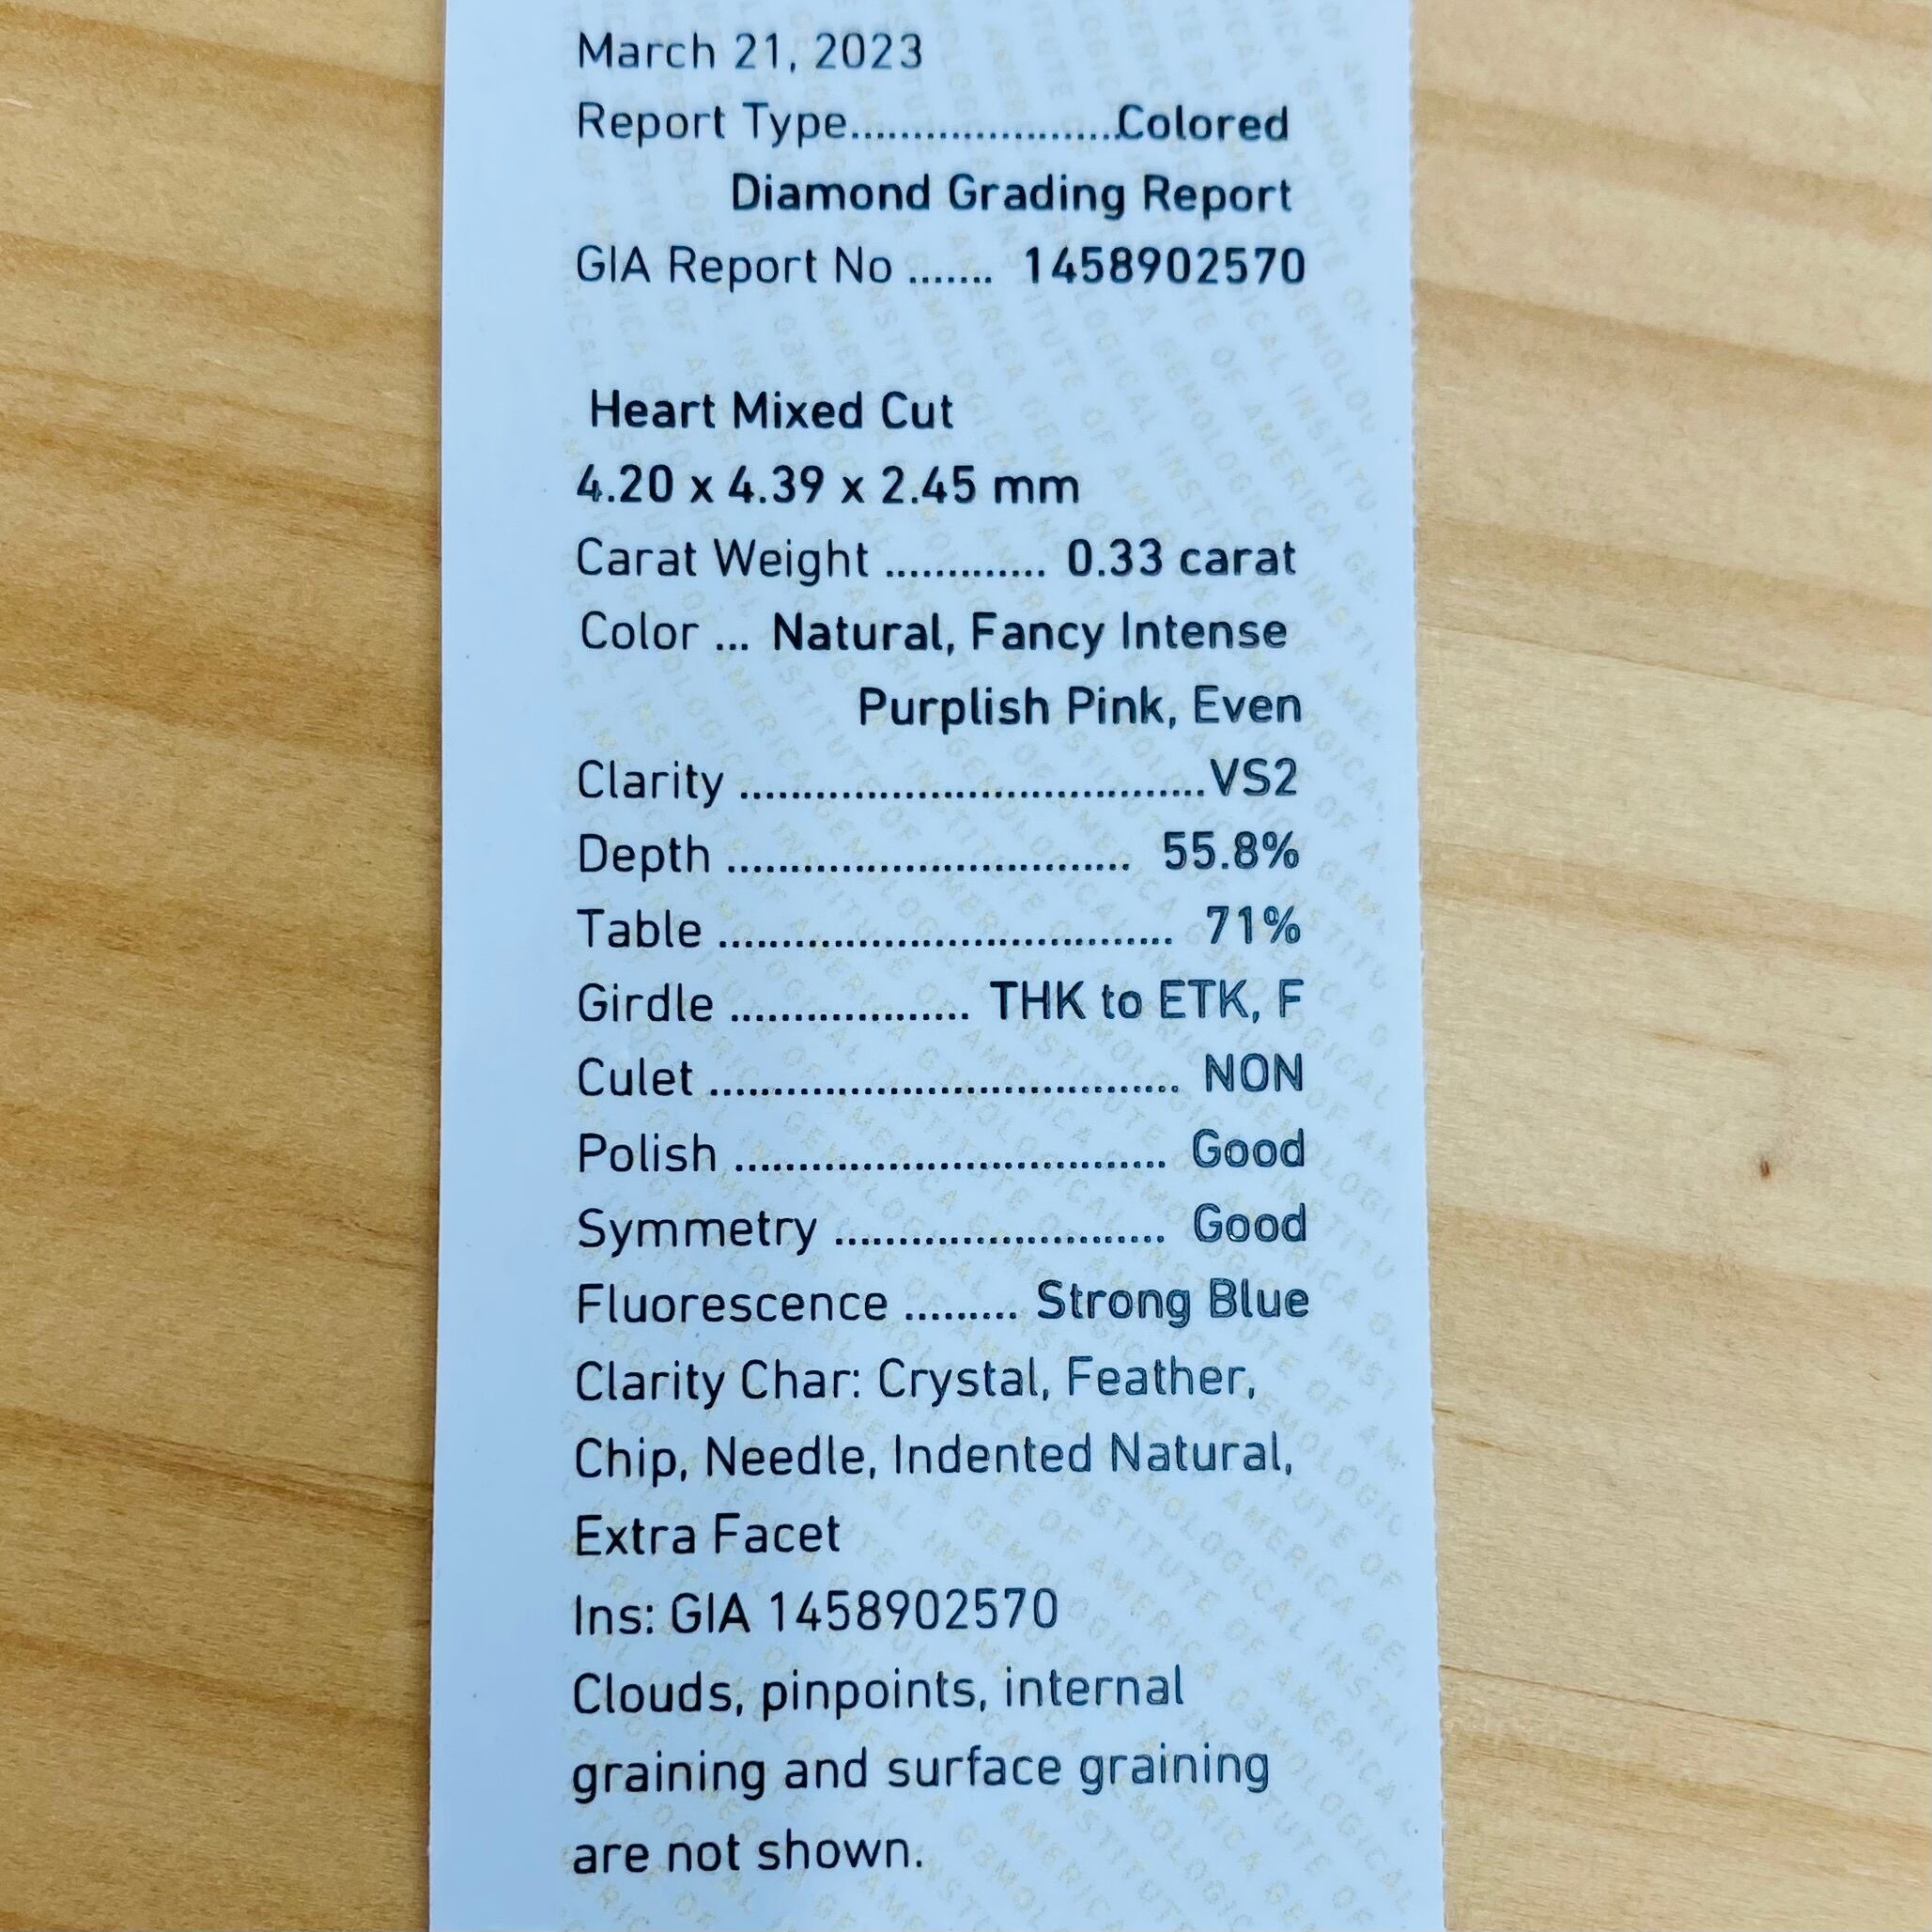 March 21, 2023
Report Type......................Colored
Diamond Grading Report
GIA Report No ....... 1458902570
Heart Mixed Cut
4.20 x 4.39 x 2.45 mm
Carat Weight ............. 0.33 carat
Color ... Natural, Fancy Intense
Purplish Pink, Even
Clarity .....................................VS2
Depth ................................ 55.8%
Table .................................... 71%
Girdle ................... THK to ETK, F
Culet ..................................... NON
Polish .................................. Good
Symmetry .......................... Good
Fluorescence ......... Strong Blue
Clarity Char: Crystal, Feather,
Chip, Needle, Indented Natural,
Extra Facet
Ins: GIA 1458902570
Clouds, pinpoints, internal
graining and surface graining
are not shown.